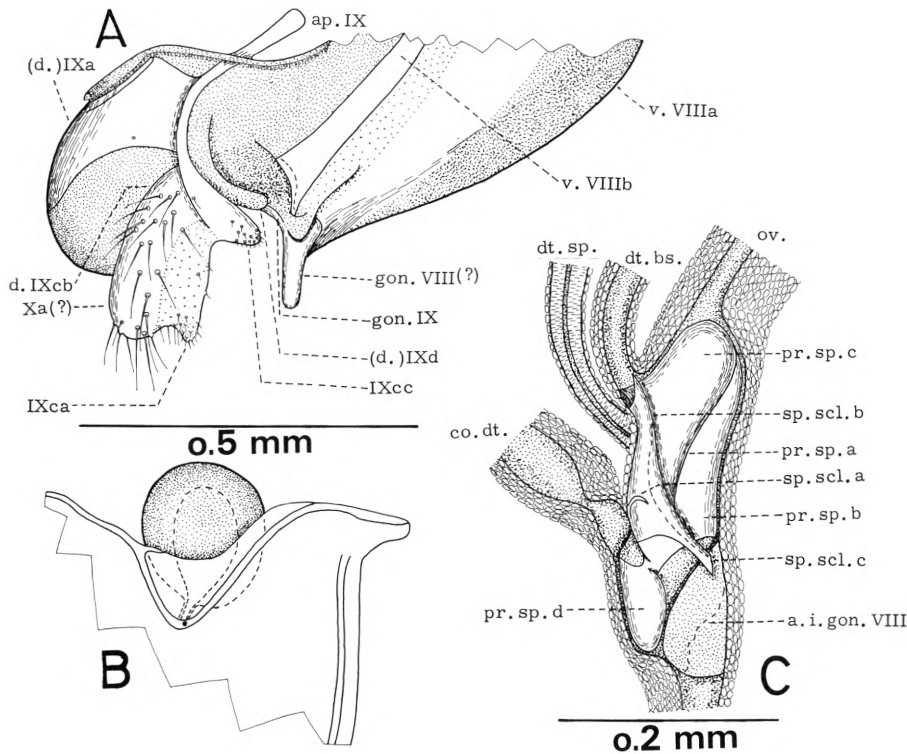 A
ap. IX
(d.)IXa
v. VIIIa
v. VIIIb
d. IXcb
Xa(?)
gon. VIII(?)
gon. IX
(d.)IXd
IXcc
IXca
0.5 mm
B
dt. sp.
dt. bs.
ov.
co. dt.
pr. sp. c
sp. scl. b
pr. sp. a
sp. scl. a
pr. sp. b
sp. scl. c
pr. sp. d
a. i. gon. VIII
C
0.2 mm